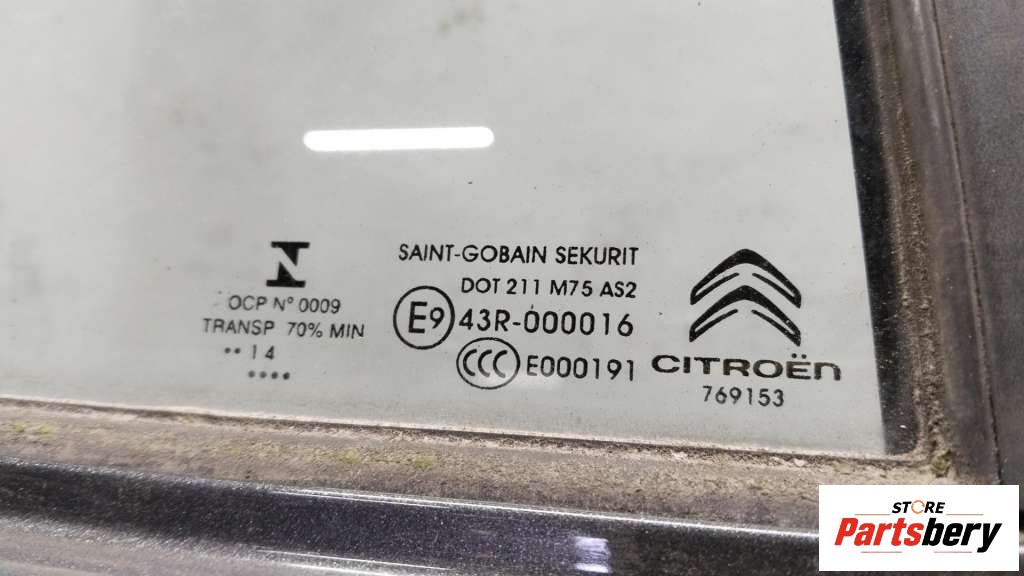 N
OCP N° 0009
TRANSP 70% MIN
•• 14
••••
SAINT-GOBAIN SEKURIT
DOT 211 M75 AS2
E9 43R-000016
CCC E000191
CITROËN
769153
STORE
Partsbery